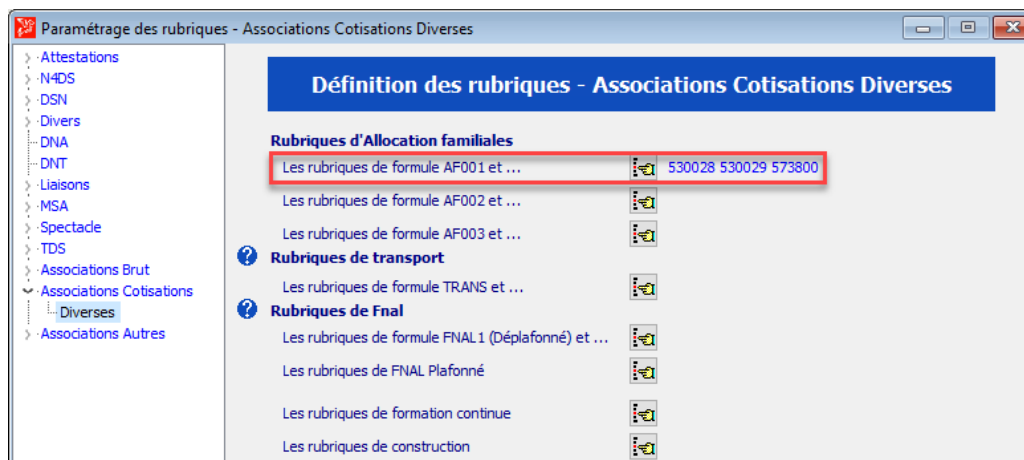 Paramétrage des rubriques - Associations Cotisations Diverses
Attestations
N4DS
DSN
Divers
DNA
DNT
Liaisons
MSA
Spectacle
TDS
Associations Brut
Associations Cotisations
Diverses
Associations Autres
Définition des rubriques - Associations Cotisations Diverses
Rubriques d'Allocation familiales
Les rubriques de formule AF001 et ... 530028 530029 573800
Les rubriques de formule AF002 et ...
Les rubriques de formule AF003 et ...
Rubriques de transport
Les rubriques de formule TRANS et ...
Rubriques de Fnal
Les rubriques de formule FNAL1 (Déplafonné) et ...
Les rubriques de FNAL Plafonné
Les rubriques de formation continue
Les rubriques de construction